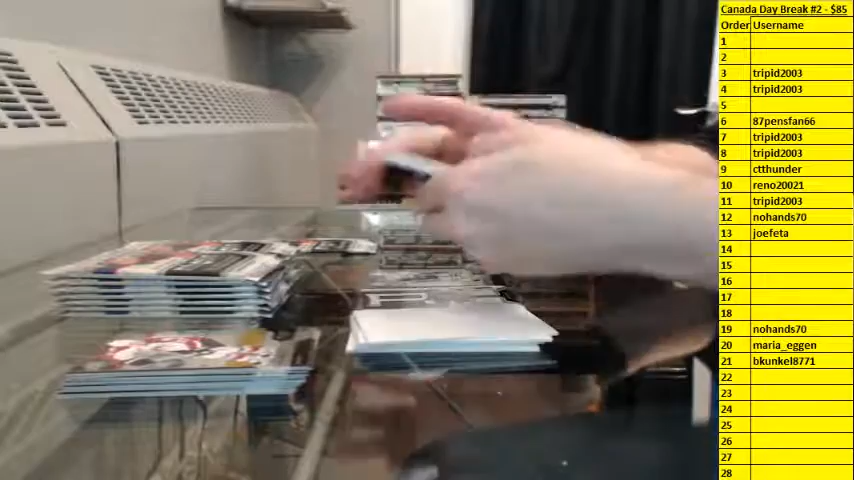 Canada Day Break #2 - $85
Order Username
1
2
3 tripid2003
4 tripid2003
5
6 87pensfan66
7 tripid2003
8 tripid2003
9 ctthunder
10 reno20021
11 tripid2003
12 nohands70
13 joefeta
14
15
16
17
18
19 nohands70
20 maria_eggen
21 bkunkel8771
22
23
24
25
26
27
28